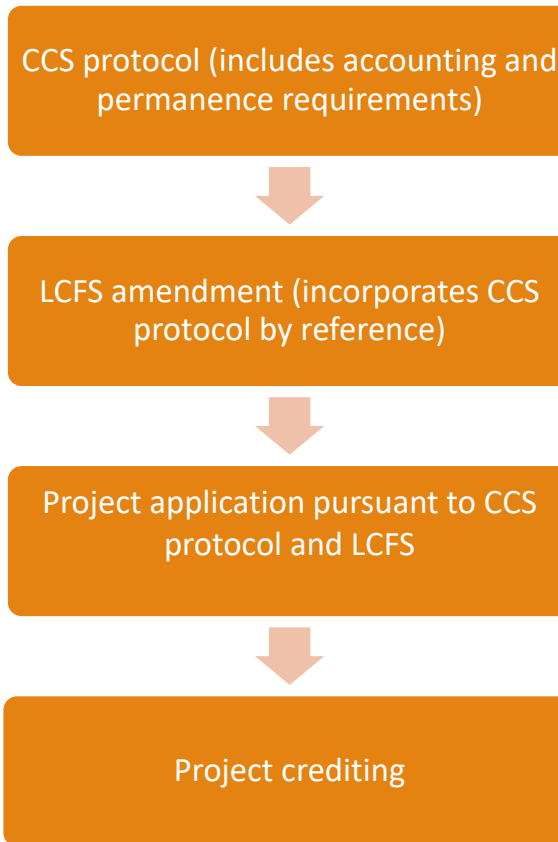 CCS protocol (includes accounting and
permanence requirements)
LCFS amendment (incorporates CCS
protocol by reference)
Project application pursuant to CCS
protocol and LCFS
Project crediting